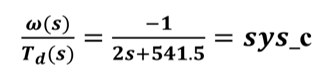 ω(s)/T_d(s) = -1/(2s+541.5) = sys_c